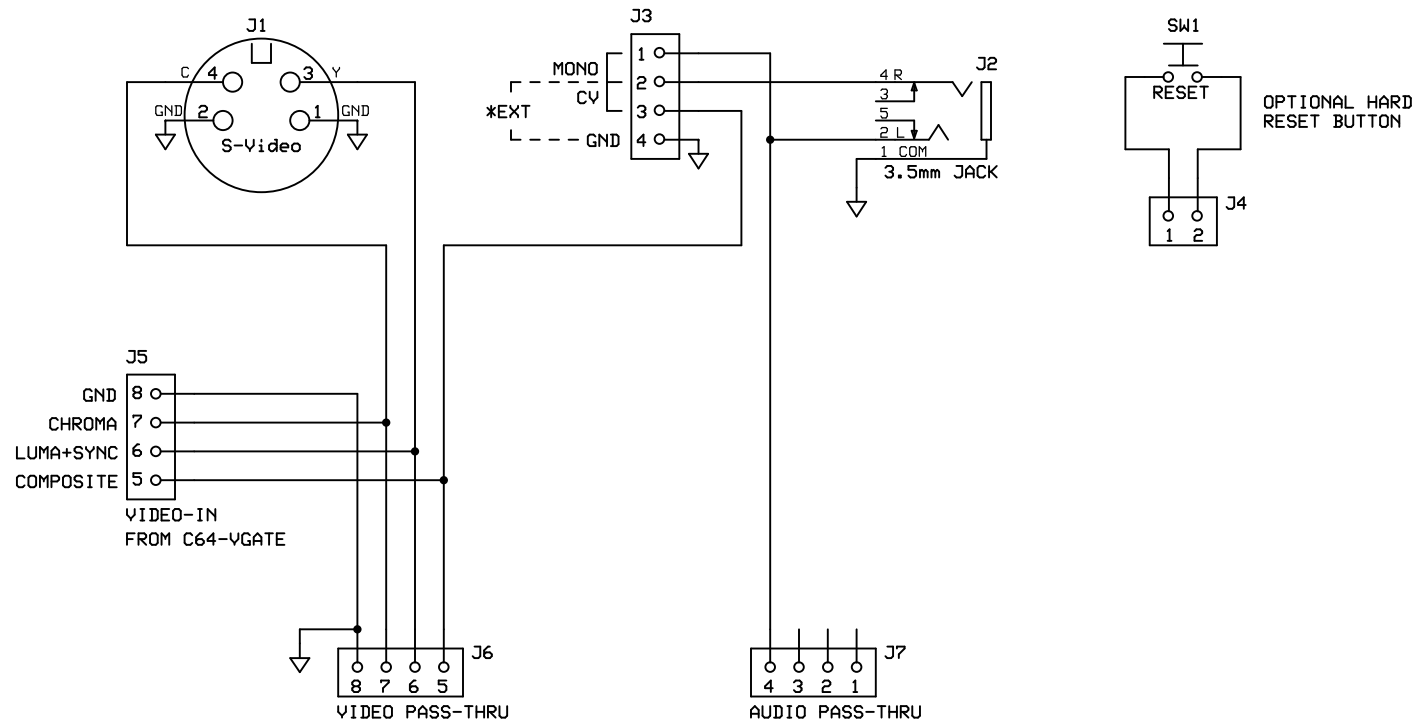 J1
C 4 3 Y
GND 2 1 GND
S-Video
J3
1
MONO
2
CV
*EXT
3
GND 4
J2
4 R
3
5
2 L
1 COM
3.5mm JACK
SW1
RESET
OPTIONAL HARD
RESET BUTTON
J4
1 2
J5
GND 8
CHROMA 7
LUMA+SYNC 6
COMPOSITE 5
VIDEO-IN
FROM C64-VGATE
J6
8 7 6 5
VIDEO PASS-THRU
J7
4 3 2 1
AUDIO PASS-THRU